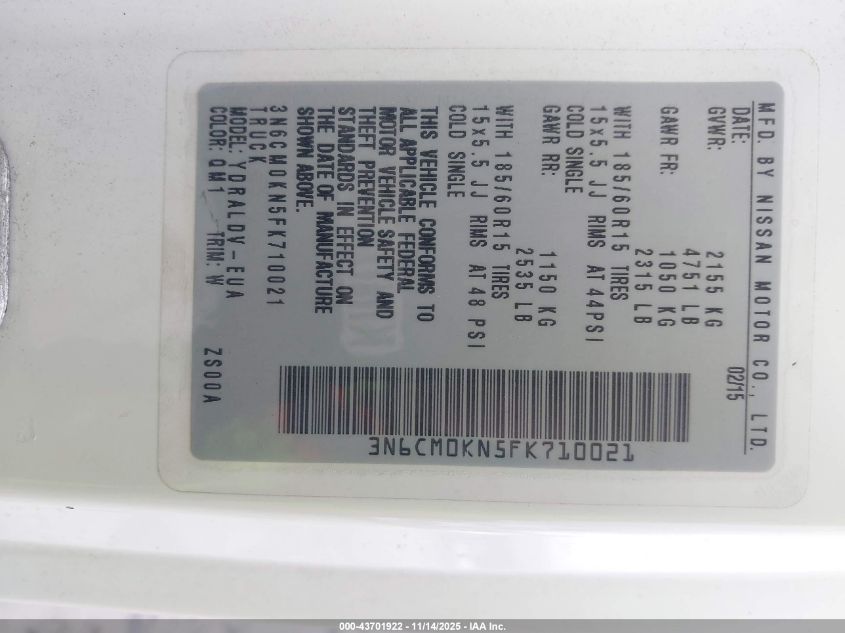 MFD. BY NISSAN MOTOR CO., LTD.
DATE: 02/15
GVWR: 2155 KG
4751 LB
GAWR FR: 1050 KG
2315 LB
WITH 185/60R15 TIRES
15x5.5 JJ RIMS AT 44PSI
COLD SINGLE
GAWR RR: 1150 KG
2535 LB
WITH 185/60R15 TIRES
15x5.5 JJ RIMS AT 48 PSI
COLD SINGLE
THIS VEHICLE CONFORMS TO
ALL APPLICABLE FEDERAL
MOTOR VEHICLE SAFETY AND
THEFT PREVENTION
STANDARDS IN EFFECT ON
THE DATE OF MANUFACTURE
SHOWN ABOVE.
3N6CM0KN5FK710021
TRUCK
MODEL: YDRALDV-EUA
COLOR: QM1 TRIM: W ZS00A
3N6CM0KN5FK710021
000-43701922 - 11/14/2025 - IAA Inc.